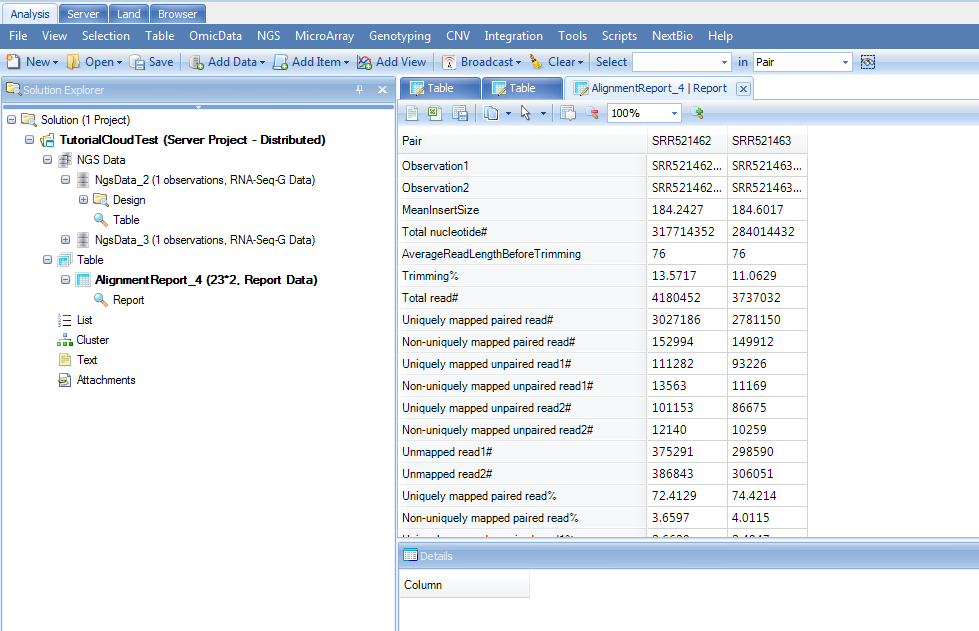 Analysis Server Land Browser
File View Selection Table OmicData NGS MicroArray Genotyping CNV Integration Tools Scripts NextBio Help
New Open Save Add Data Add Item Add View Broadcast Clear Select in Pair
Solution Explorer
Table Table AlignmentReport_4 | Report
100%
Solution (1 Project)
TutorialCloudTest (Server Project - Distributed)
NGS Data
NgsData_2 (1 observations, RNA-Seq-G Data)
Design
Table
NgsData_3 (1 observations, RNA-Seq-G Data)
Table
AlignmentReport_4 (23*2, Report Data)
Report
List
Cluster
Text
Attachments
Pair SRR521462 SRR521463
Observation1 SRR521462... SRR521463...
Observation2 SRR521462... SRR521463...
MeanInsertSize 184.2427 184.6017
Total nucleotide# 317714352 284014432
AverageReadLengthBeforeTrimming 76 76
Trimming% 13.5717 11.0629
Total read# 4180452 3737032
Uniquely mapped paired read# 3027186 2781150
Non-uniquely mapped paired read# 152994 149912
Uniquely mapped unpaired read1# 111282 93226
Non-uniquely mapped unpaired read1# 13563 11169
Uniquely mapped unpaired read2# 101153 86675
Non-uniquely mapped unpaired read2# 12140 10259
Unmapped read1# 375291 298590
Unmapped read2# 386843 306051
Uniquely mapped paired read% 72.4129 74.4214
Non-uniquely mapped paired read% 3.6597 4.0115
Details
Column